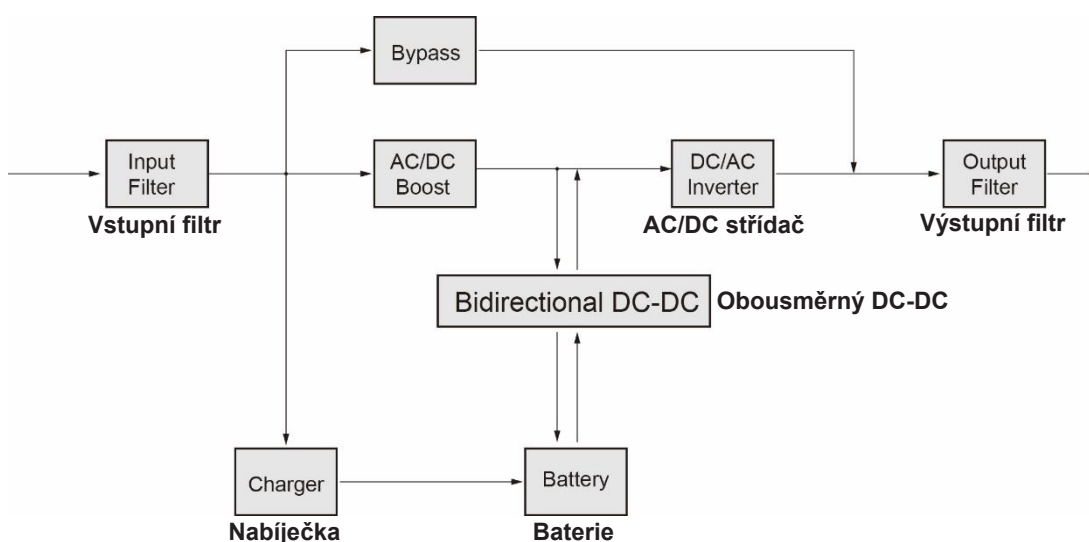 Bypass
Input
Filter
Vstupní filtr
AC/DC
Boost
DC/AC
Inverter
AC/DC střídač
Output
Filter
Výstupní filtr
Bidirectional DC-DC
Obousměrný DC-DC
Charger
Nabíječka
Battery
Baterie